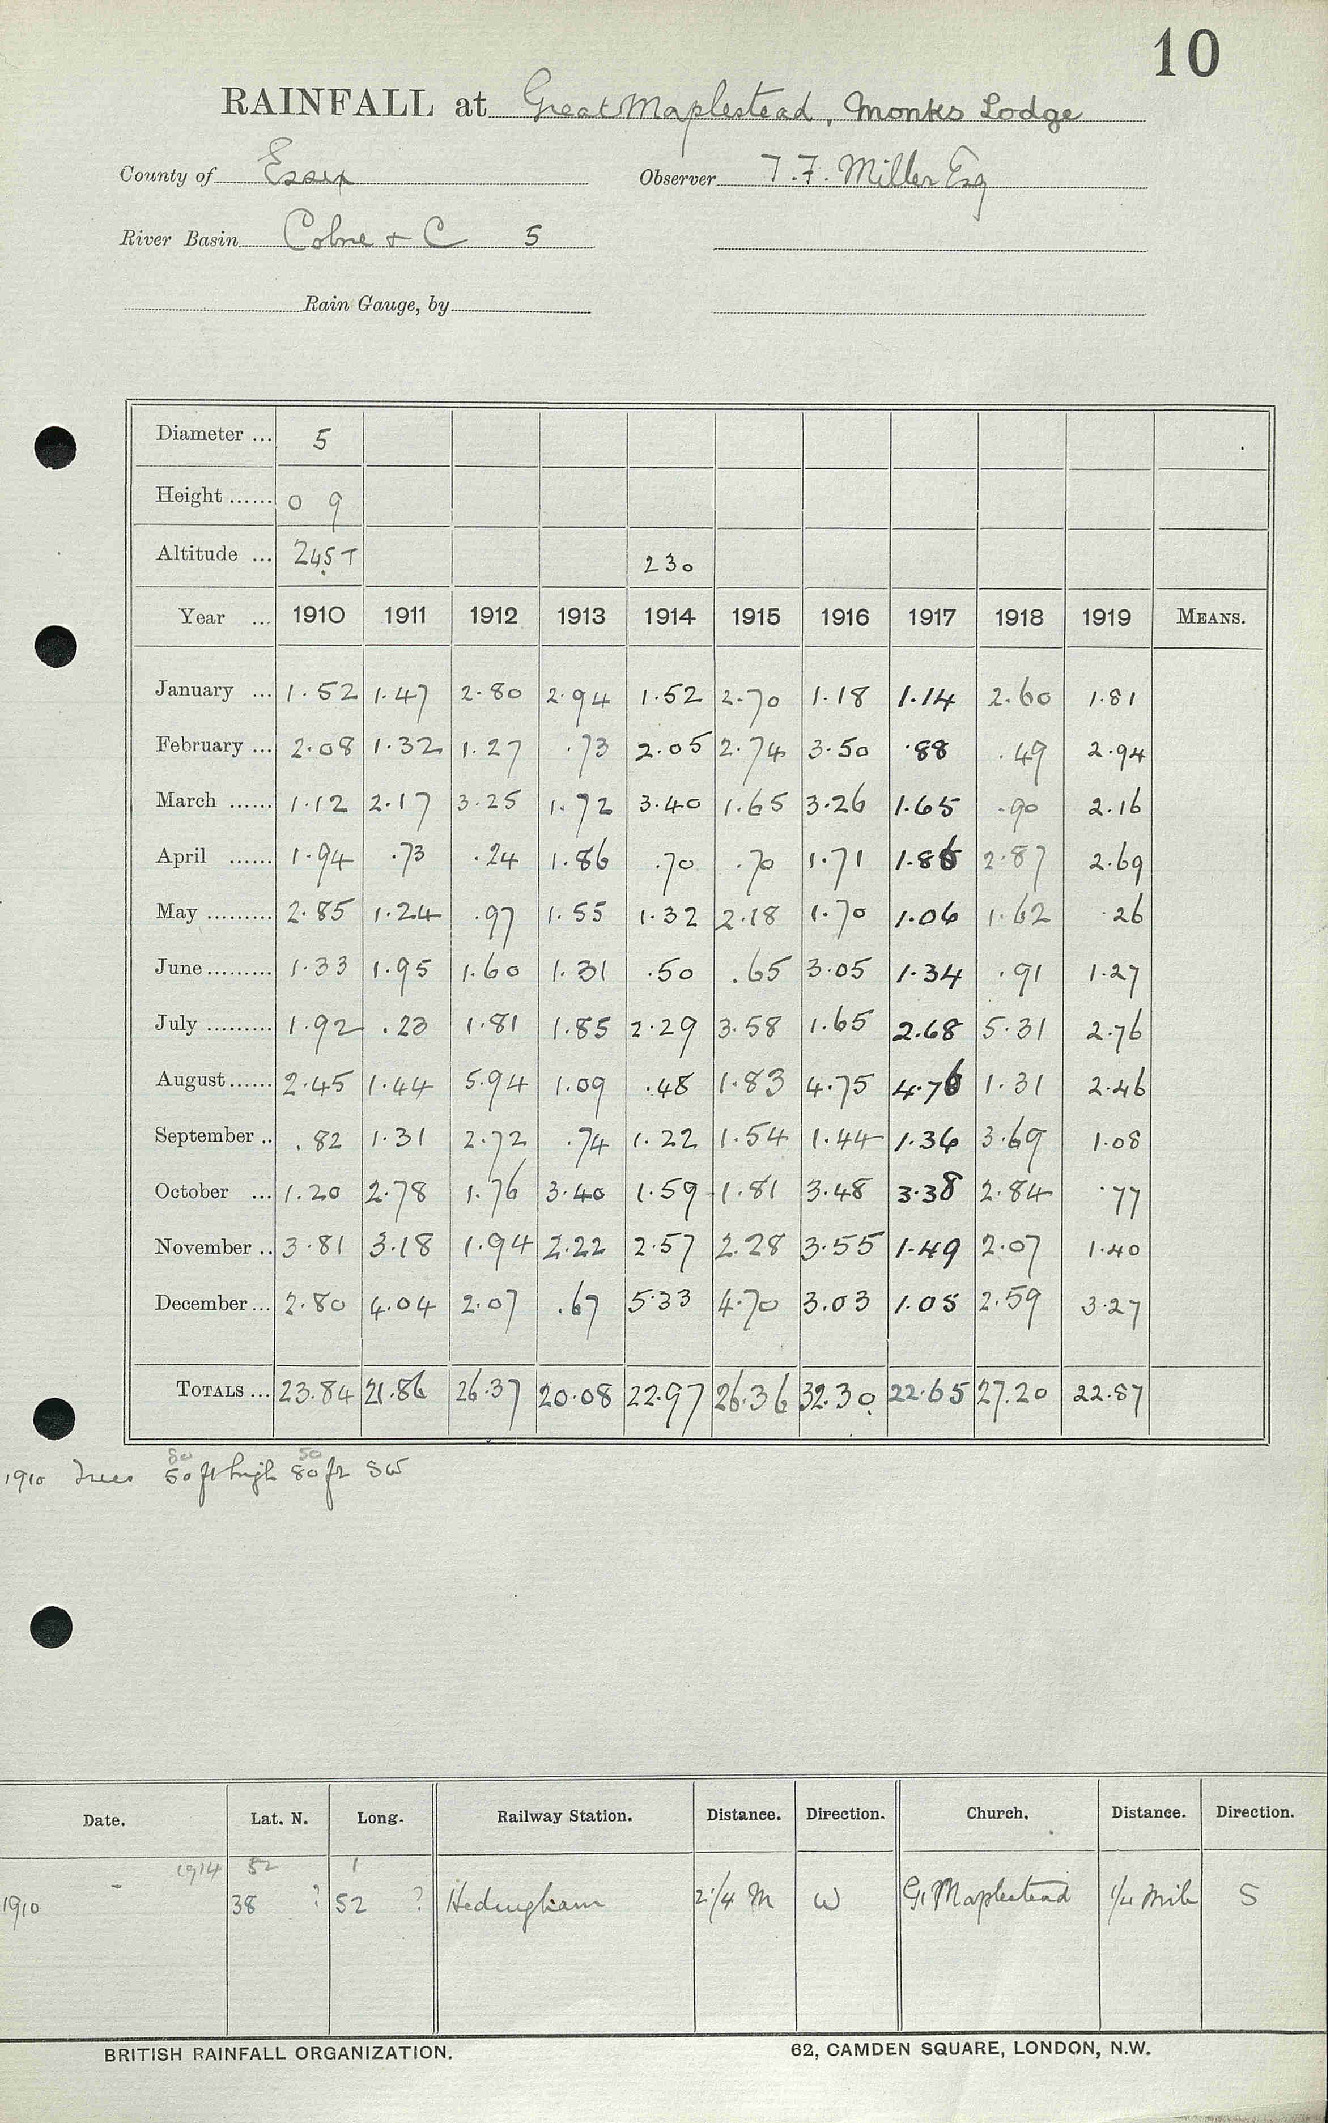 10
RAINFALL at Great Maplestead, Monks Lodge
County of Essex Observer T. F. Miller Esq
River Basin Colne + C 5
Rain Gauge, by
Diameter ... 5
Height ...... 0 9
Altitude ... 245 T 230
Year ... 1910 1911 1912 1913 1914 1915 1916 1917 1918 1919 MEANS.
January ... 1.52 1.47 2.80 2.94 1.52 2.70 1.18 1.14 2.60 1.81
February ... 2.08 1.32 1.27 .73 2.05 2.74 3.50 .88 .49 2.94
March ...... 1.12 2.17 3.25 1.72 3.40 1.65 3.26 1.65 .90 2.16
April ...... 1.94 .73 .24 1.86 .70 .70 1.71 1.86 2.87 2.69
May ......... 2.85 1.24 .97 1.55 1.32 2.18 1.70 1.06 1.62 .26
June ......... 1.33 1.95 1.60 1.31 .50 .65 3.05 1.34 .91 1.27
July ......... 1.92 .23 1.81 1.85 2.29 3.58 1.65 2.68 5.31 2.76
August ...... 2.45 1.44 5.94 1.09 .48 1.83 4.75 4.76 1.31 2.46
September .. .82 1.31 2.72 .74 1.22 1.54 1.44 1.36 3.69 1.08
October ... 1.20 2.78 1.76 3.40 1.59 1.81 3.48 3.38 2.84 .77
November .. 3.81 3.18 1.94 2.22 2.57 2.28 3.55 1.49 2.07 1.40
December ... 2.80 4.04 2.07 .67 5.33 4.70 3.03 1.05 2.59 3.27
TOTALS ... 23.84 21.86 26.37 20.08 22.97 26.36 32.30 22.65 27.20 22.87
80 50
1910 Trees 50 ft high 80 ft SW
Date. Lat. N. Long. Railway Station. Distance. Direction. Church. Distance. Direction.
1914 52 1
1910 38 ? 52 ? Hedingham 2 1/4 M W Gt Maplestead 1/4 Mile S
BRITISH RAINFALL ORGANIZATION. 62, CAMDEN SQUARE, LONDON, N.W.